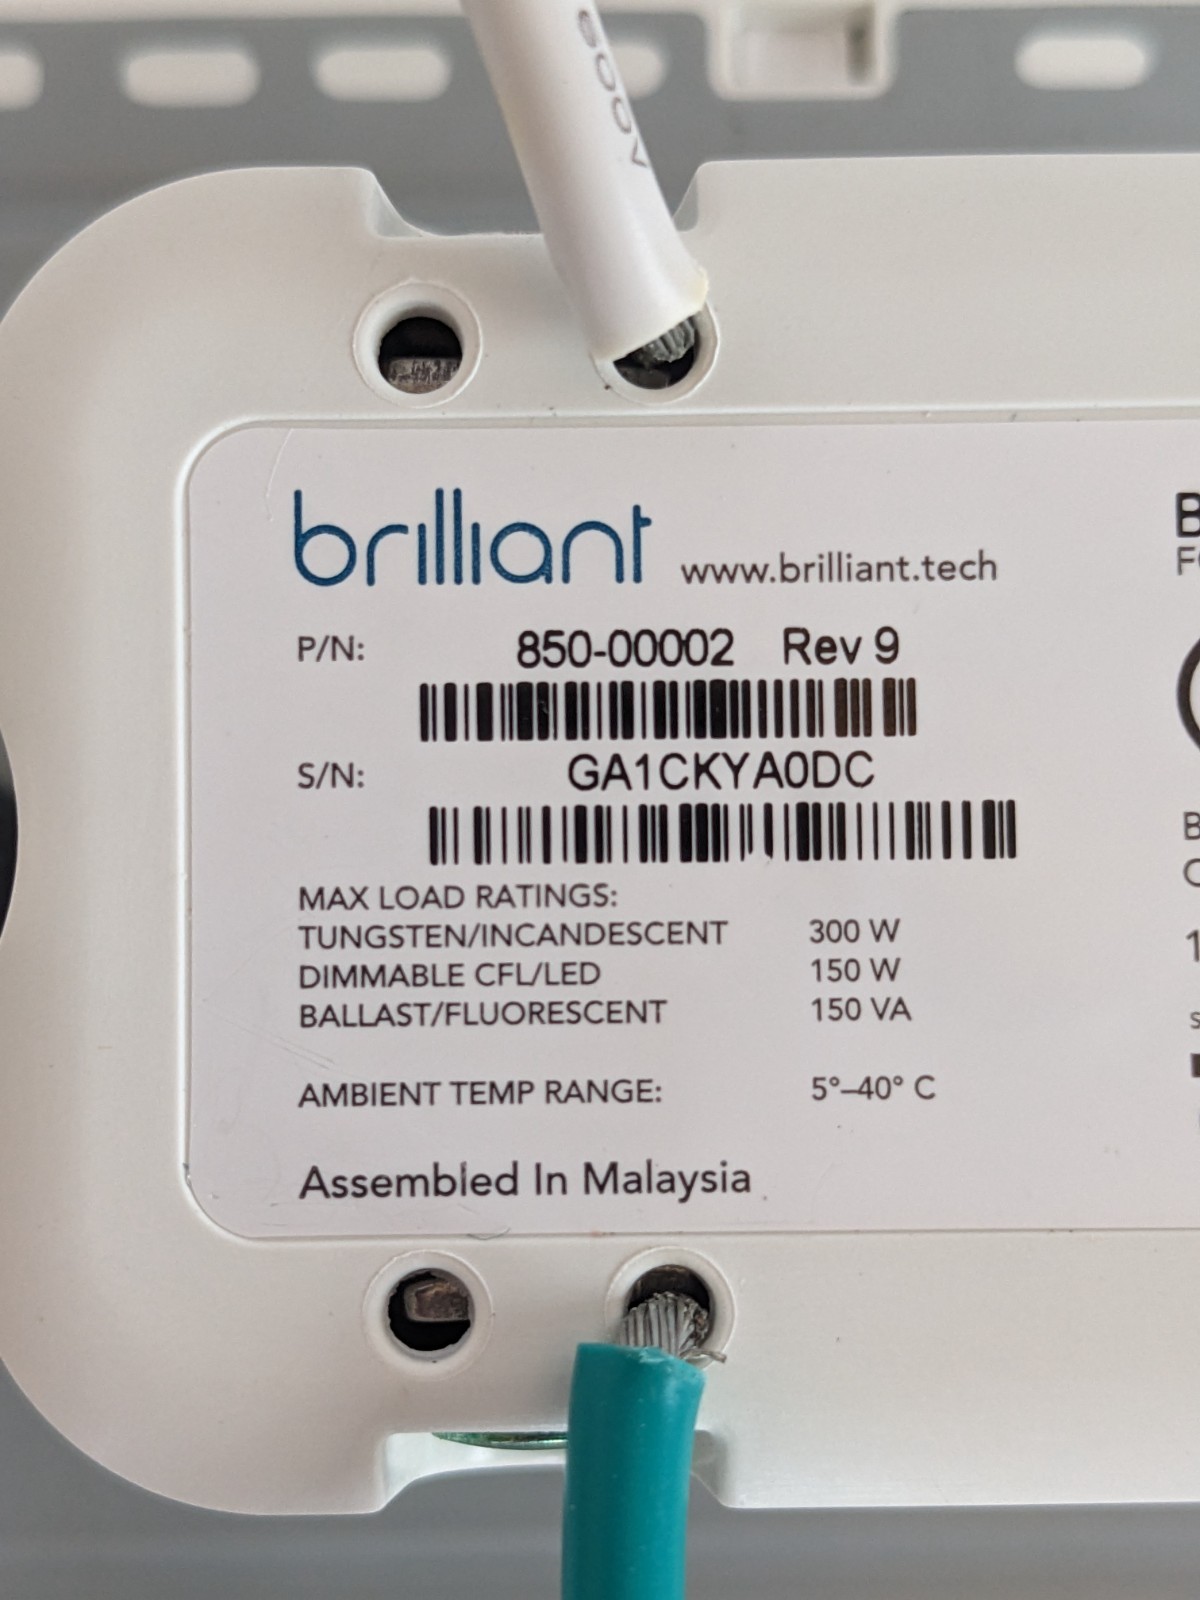 600V
brilliant www.brilliant.tech
P/N: 850-00002 Rev 9
S/N: GA1CKYA0DC
MAX LOAD RATINGS:
TUNGSTEN/INCANDESCENT 300 W
DIMMABLE CFL/LED 150 W
BALLAST/FLUORESCENT 150 VA
AMBIENT TEMP RANGE: 5°–40° C
Assembled In Malaysia